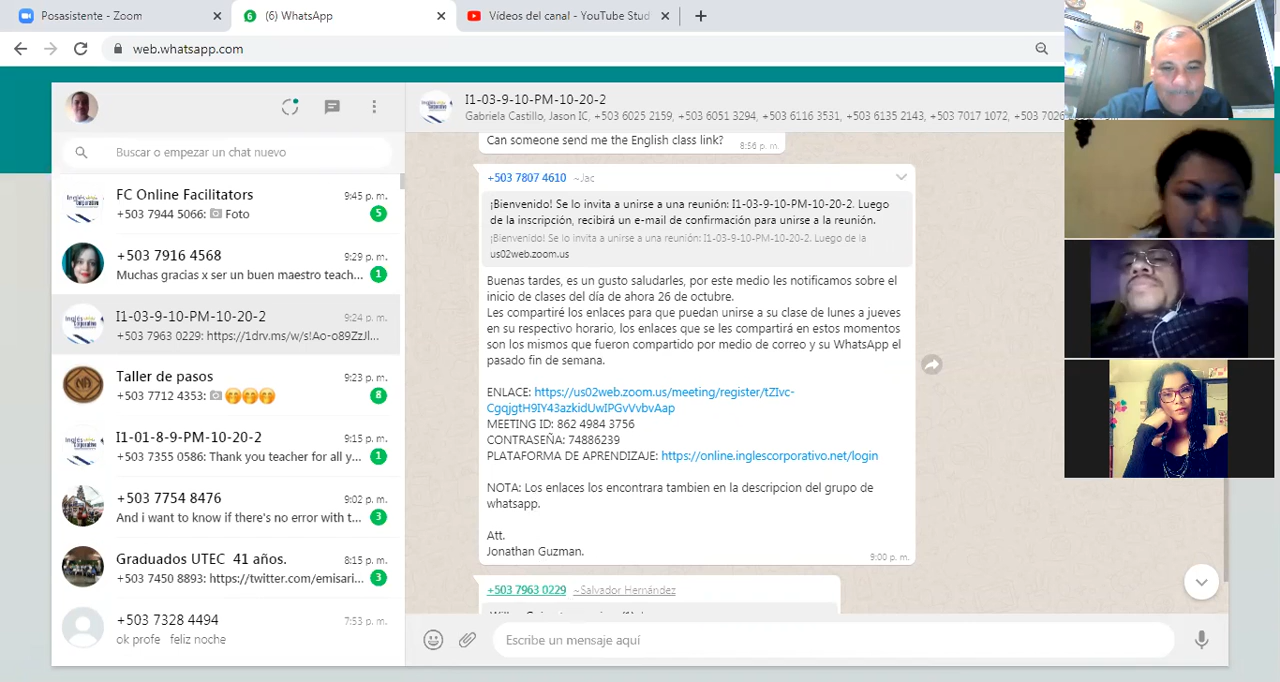 Posasistente - Zoom
(6) WhatsApp
Vídeos del canal - YouTube Stud
web.whatsapp.com
Buscar o empezar un chat nuevo
FC Online Facilitators
9:45 p. m.
+503 7944 5066: Foto
5
+503 7916 4568
9:29 p. m.
Muchas gracias x ser un buen maestro teach...
1
I1-03-9-10-PM-10-20-2
9:24 p. m.
+503 7963 0229: https://1drv.ms/w/s!Ao-o89ZzJl...
Taller de pasos
9:23 p. m.
+503 7712 4353:
8
I1-01-8-9-PM-10-20-2
9:15 p. m.
+503 7355 0586: Thank you teacher for all y...
1
+503 7754 8476
9:02 p. m.
And i want to know if there's no error with t...
3
Graduados UTEC 41 años.
8:15 p. m.
+503 7450 8893: https://twitter.com/emisari...
3
+503 7328 4494
7:53 p. m.
ok profe feliz noche
I1-03-9-10-PM-10-20-2
Gabriela Castillo, Jason IC, +503 6025 2159, +503 6051 3294, +503 6116 3531, +503 6135 2143, +503 7017 1072, +503 702
Can someone send me the English class link?
8:56 p. m.
+503 7807 4610 ~Jac
¡Bienvenido! Se lo invita a unirse a una reunión: I1-03-9-10-PM-10-20-2. Luego
de la inscripción, recibirá un e-mail de confirmación para unirse a la reunión.
¡Bienvenido! Se lo invita a unirse a una reunión: I1-03-9-10-PM-10-20-2. Luego de la
us02web.zoom.us
Buenas tardes, es un gusto saludarles, por este medio les notificamos sobre el
inicio de clases del día de ahora 26 de octubre.
Les compartiré los enlaces para que puedan unirse a su clase de lunes a jueves
en su respectivo horario, los enlaces que se les compartirá en estos momentos
son los mismos que fueron compartido por medio de correo y su WhatsApp el
pasado fin de semana.
ENLACE: https://us02web.zoom.us/meeting/register/tZIvc-
CgqjgtH9IY43azkidUwIPGvVvbvAap
MEETING ID: 862 4984 3756
CONTRASEÑA: 74886239
PLATAFORMA DE APRENDIZAJE: https://online.inglescorporativo.net/login
NOTA: Los enlaces los encontrara tambien en la descripcion del grupo de
whatsapp.
Att.
Jonathan Guzman.
9:00 p. m.
+503 7963 0229 ~Salvador Hernández
Escribe un mensaje aquí